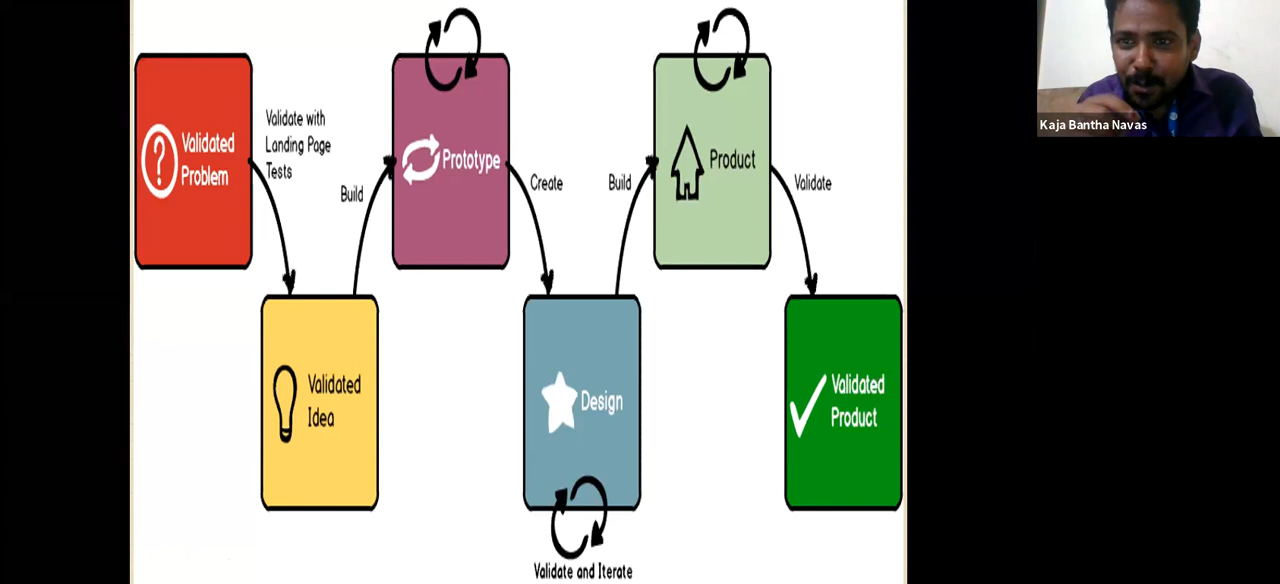 Validated
Problem
Validate with
Landing Page
Tests
Build
Validated
Idea
Prototype
Create
Design
Validate and Iterate
Build
Product
Validate
Validated
Product
Kaja Bantha Navas